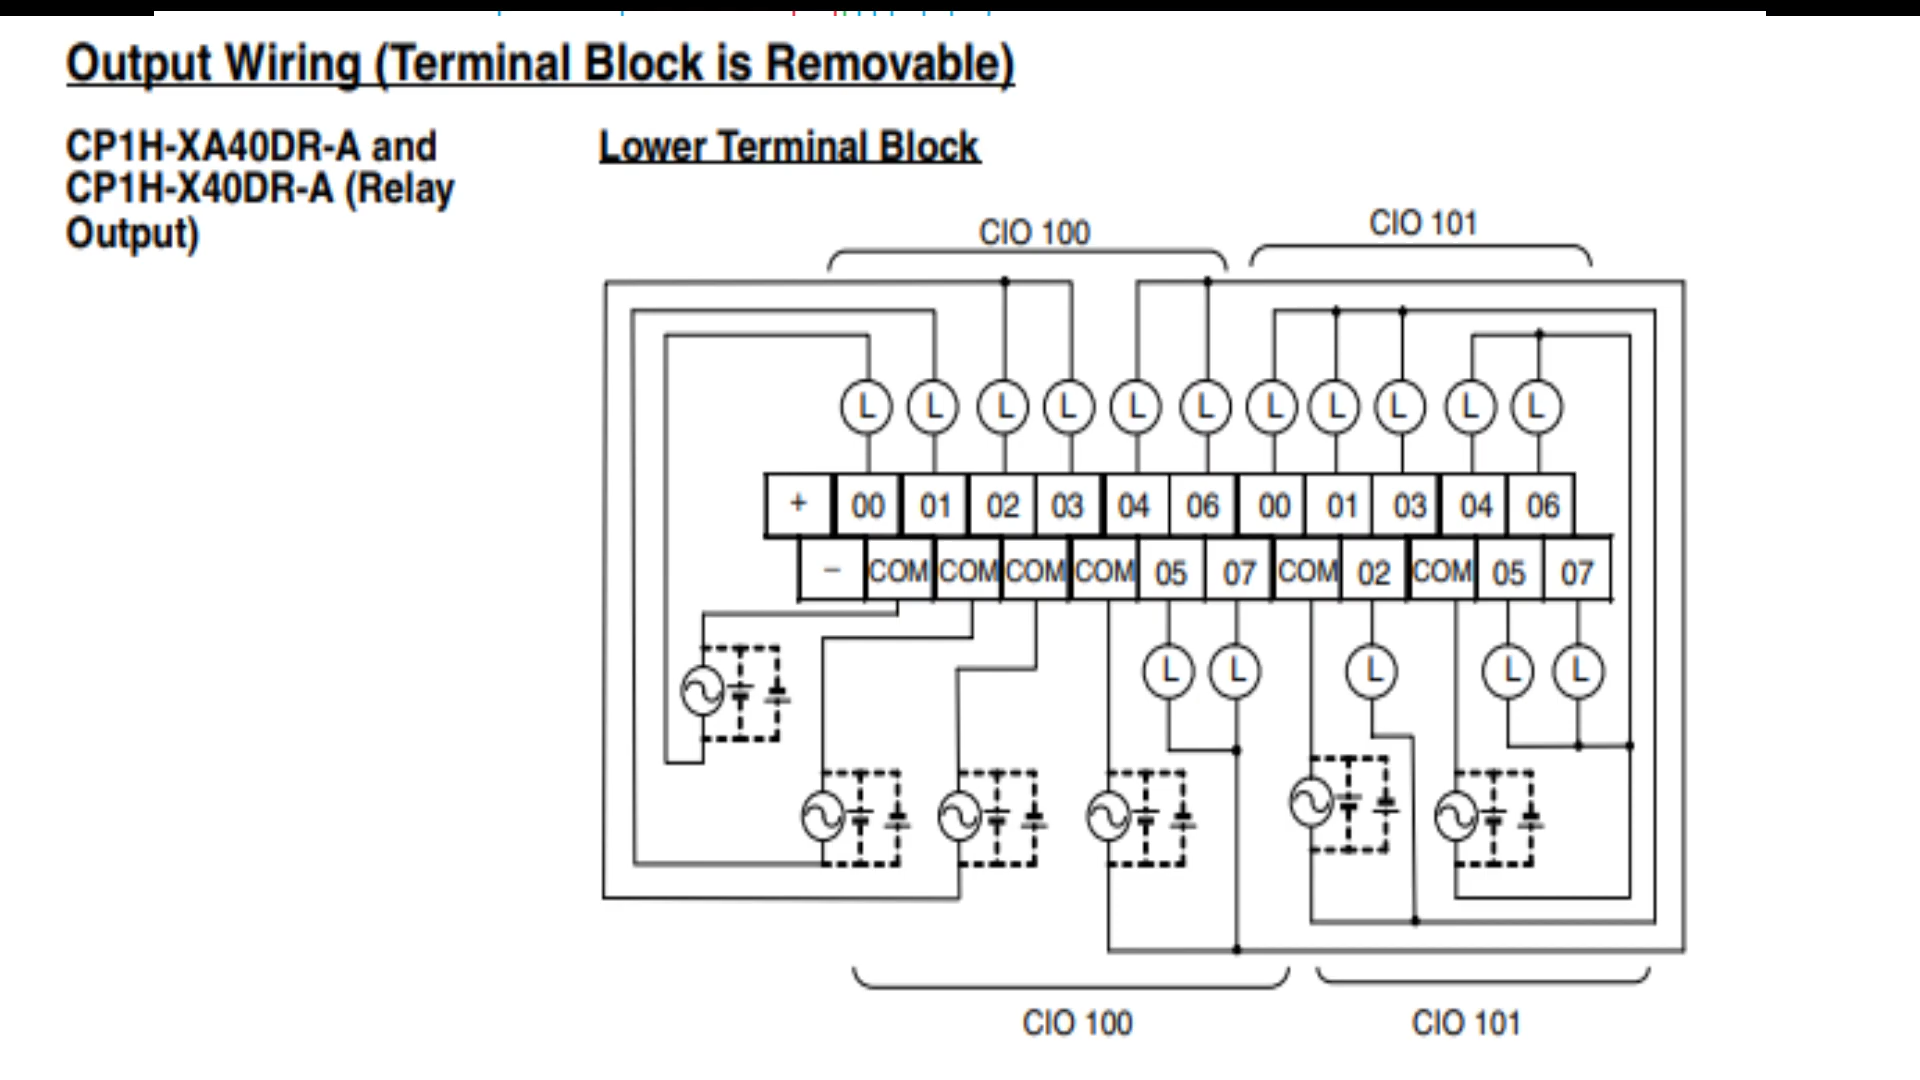 Output Wiring (Terminal Block is Removable)
CP1H-XA40DR-A and
CP1H-X40DR-A (Relay
Output)
Lower Terminal Block
CIO 100
CIO 101
L L L L L L L L L L L
+ 00 01 02 03 04 06 00 01 03 04 06
− COM COM COM COM 05 07 COM 02 COM 05 07
L L L L L
CIO 100
CIO 101